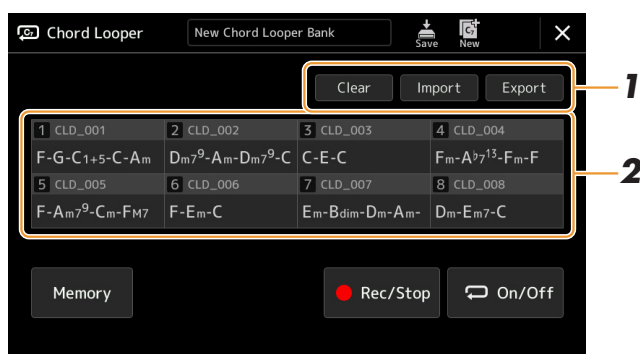 C7 Chord Looper New Chord Looper Bank Save C7 New
Clear Import Export 1
1 CLD_001 2 CLD_002 3 CLD_003 4 CLD_004
F-G-C1+5-C-Am Dm7⁹-Am-Dm7⁹-C C-E-C Fm-A♭7¹³-Fm-F
2
5 CLD_005 6 CLD_006 7 CLD_007 8 CLD_008
F-Am7⁹-Cm-FM7 F-Em-C Em-Bdim-Dm-Am- Dm-Em7-C
Memory Rec/Stop On/Off